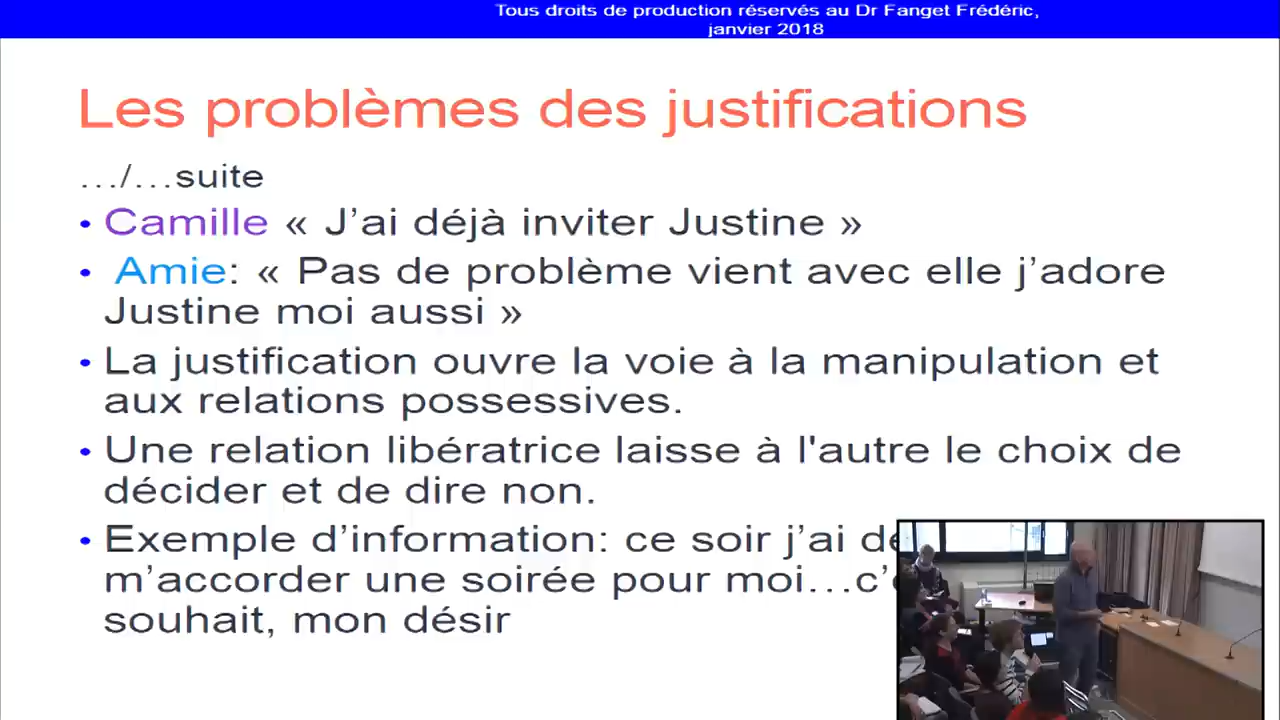 Tous droits de production réservés au Dr Fanget Frédéric,
janvier 2018
Les problèmes des justifications
…/…suite
• Camille « J’ai déjà inviter Justine »
• Amie: « Pas de problème vient avec elle j’adore
Justine moi aussi »
• La justification ouvre la voie à la manipulation et
aux relations possessives.
• Une relation libératrice laisse à l'autre le choix de
décider et de dire non.
• Exemple d’information: ce soir j’ai
m’accorder une soirée pour moi…
souhait, mon désir